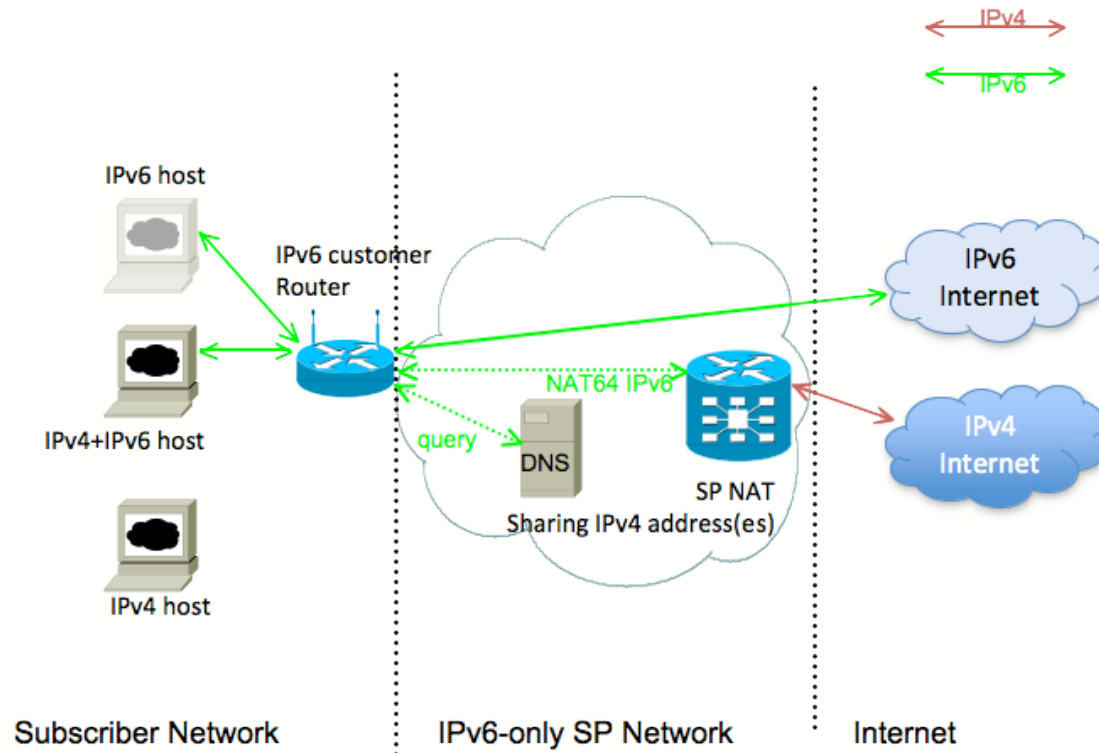 IPv4
IPv6
IPv6 host
IPv6 customer
Router
IPv6
Internet
NAT64 IPv6
IPv4+IPv6 host
query
DNS
IPv4
Internet
SP NAT
Sharing IPv4 address(es)
IPv4 host
Subscriber Network
IPv6-only SP Network
Internet